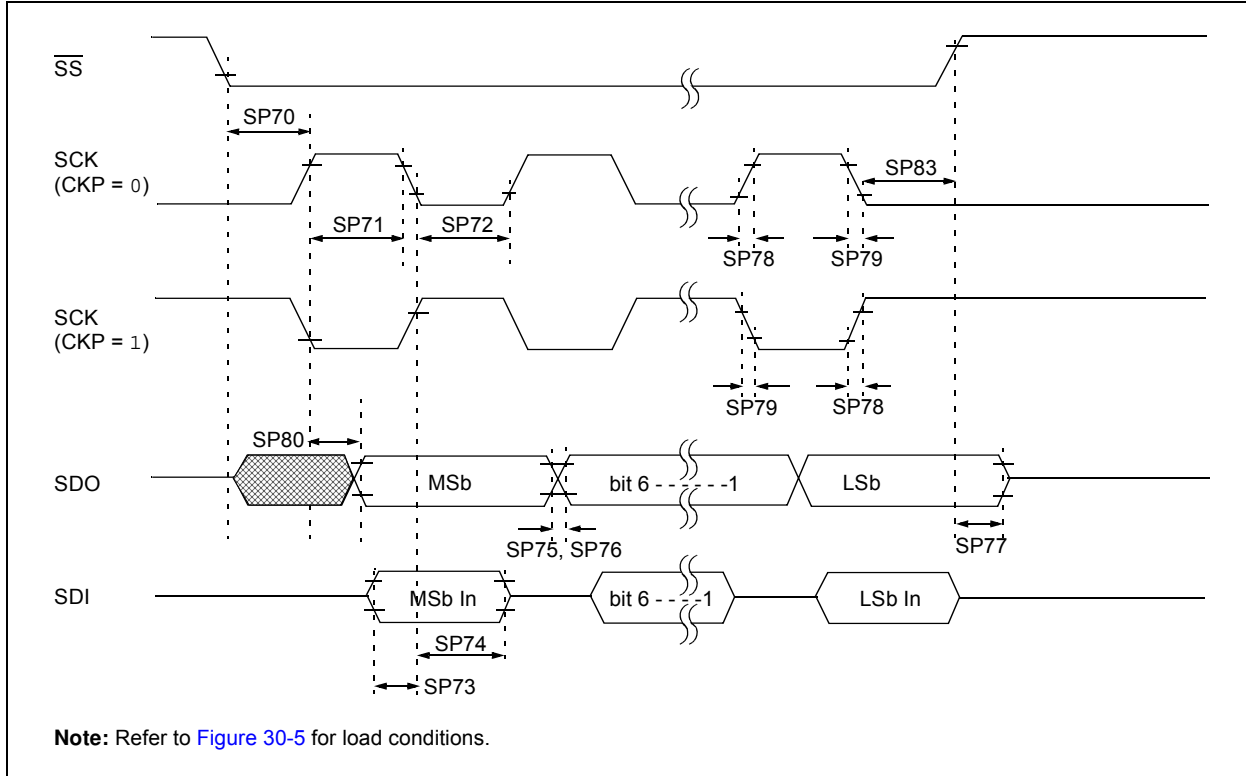 SS
SP70
SCK
(CKP = 0)
SP83
SP71
SP72
SP78
SP79
SCK
(CKP = 1)
SP79
SP78
SP80
SDO
MSb
bit 6 - - - - - -1
LSb
SP75, SP76
SP77
SDI
MSb In
bit 6 - - - -1
LSb In
SP74
SP73
Note: Refer to Figure 30-5 for load conditions.